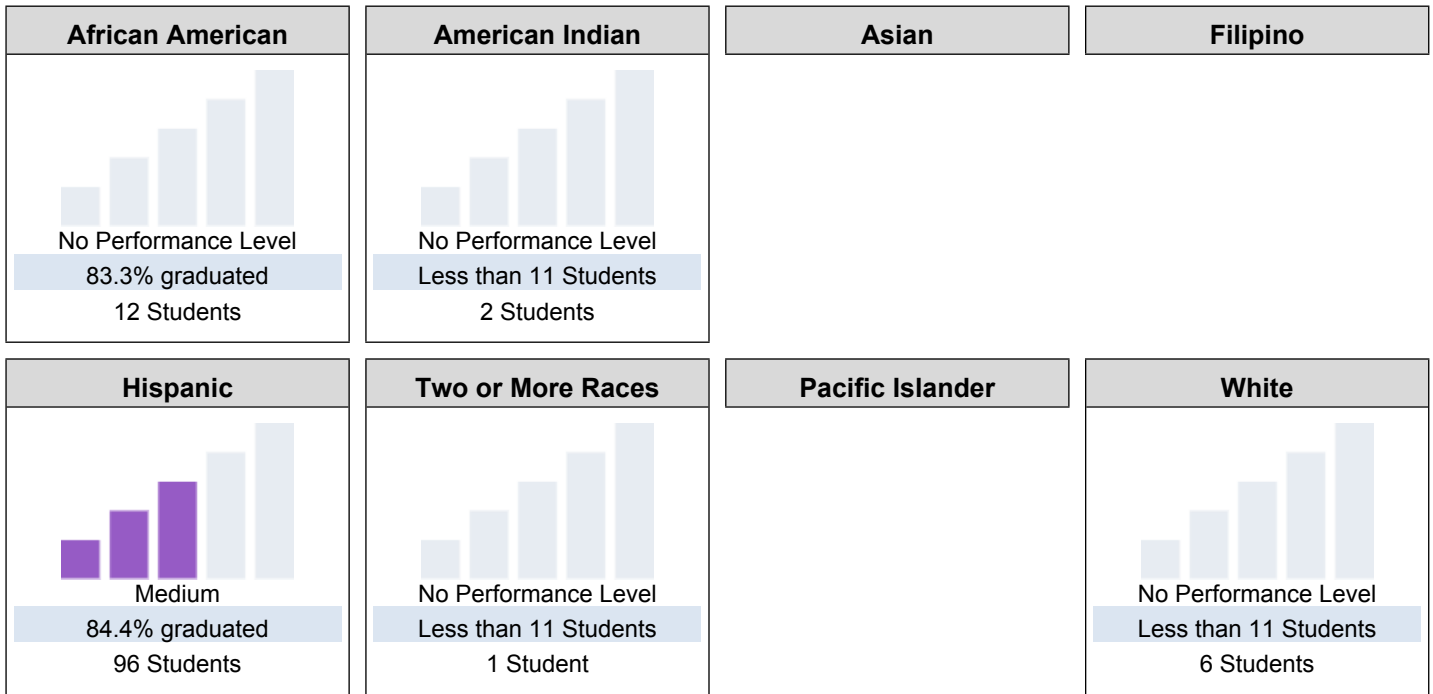 African American
American Indian
Asian
Filipino
No Performance Level
83.3% graduated
12 Students
No Performance Level
Less than 11 Students
2 Students
Hispanic
Two or More Races
Pacific Islander
White
Medium
84.4% graduated
96 Students
No Performance Level
Less than 11 Students
1 Student
No Performance Level
Less than 11 Students
6 Students